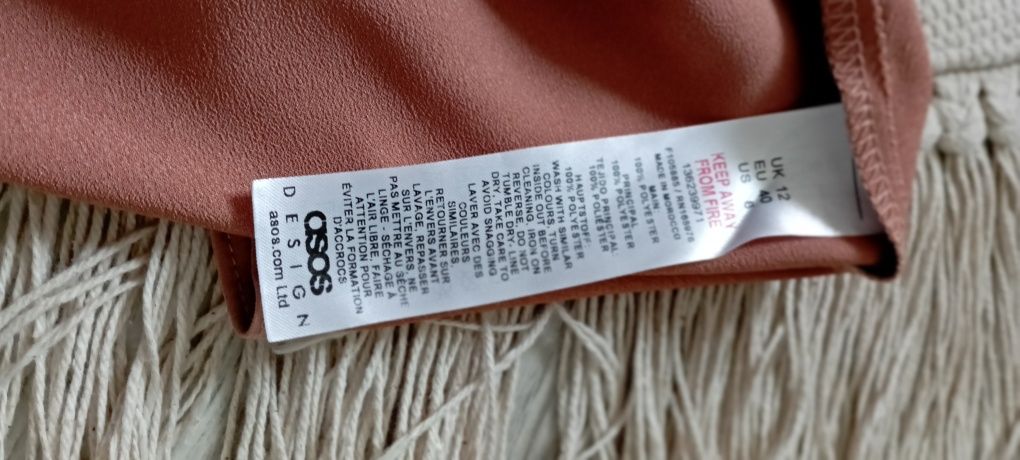 UK 12
EU 40
US 8
KEEP AWAY
FROM FIRE
MADE IN MOROCCO
MAIN
100% POLYESTER
PRINCIPAL
100% POLYESTER
TEJIDO PRINCIPAL:
100% POLIÉSTER
HAUPTSTOFF:
100% POLYESTER
WASH WITH SIMILAR
COLOURS, TURN
INSIDE OUT BEFORE
CLEANING, IRON ON
REVERSE, DO NOT
TUMBLE DRY- LINE
DRY, TAKE CARE TO
AVOID SNAGGING
LAVER AVEC DES
COULEURS
SIMILAIRES,
RETOURNER SUR
L'ENVERS AVANT
LAVAGE, REPASSER
SUR L'ENVERS, NE
PAS METTRE AU SÈCHE
LINGE - SÉCHAGE À
L'AIR LIBRE, FAIRE
ATTENTION POUR
ÉVITER LA FORMATION
D'ACCROCS
asos
DESIGN
asos.com Ltd